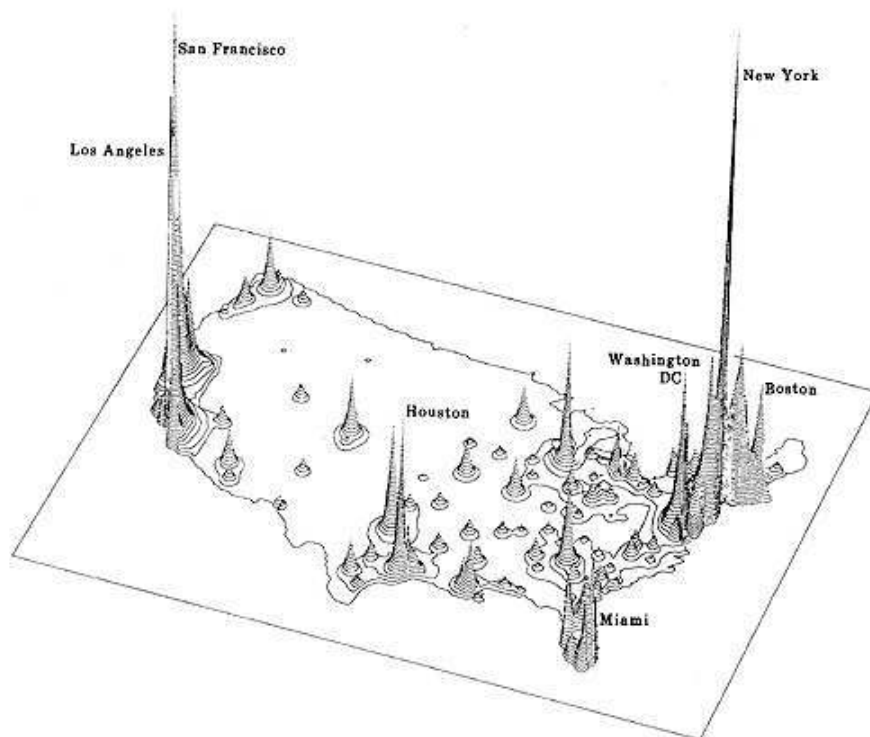 San Francisco
New York
Los Angeles
Washington
DC
Boston
Houston
Miami